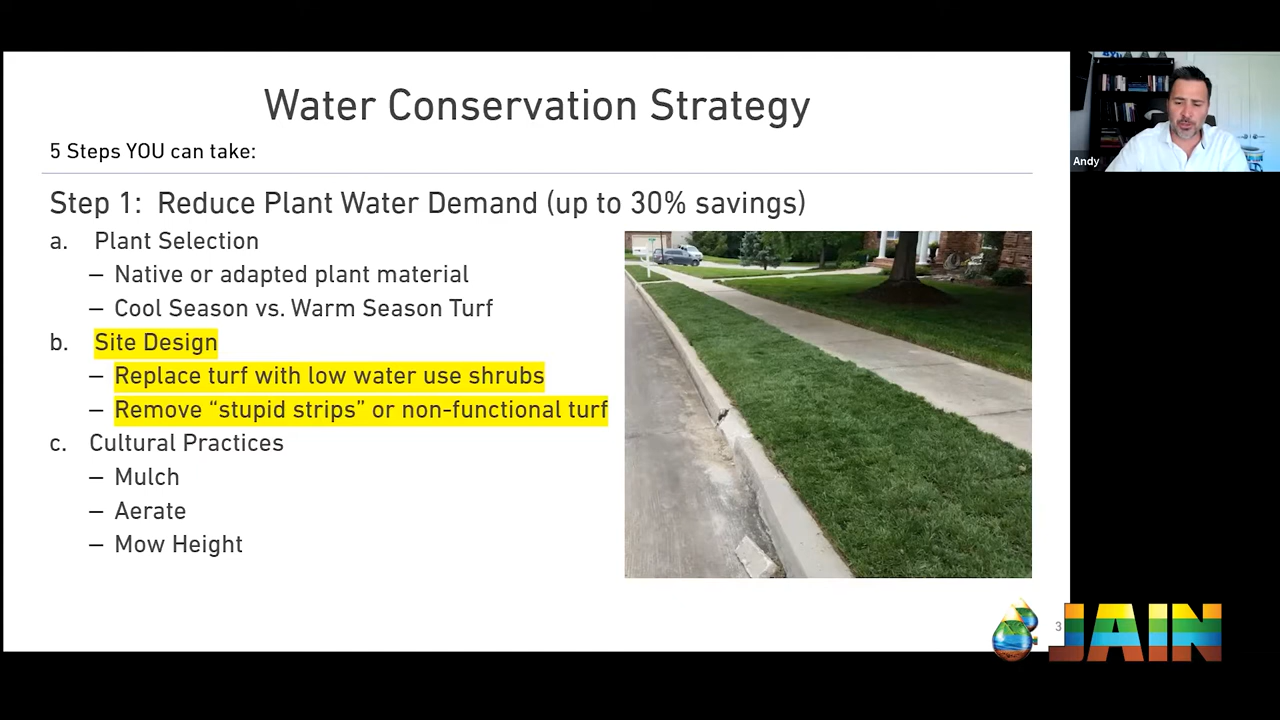 Water Conservation Strategy
5 Steps YOU can take:
Step 1: Reduce Plant Water Demand (up to 30% savings)
a. Plant Selection
– Native or adapted plant material
– Cool Season vs. Warm Season Turf
b. Site Design
– Replace turf with low water use shrubs
– Remove “stupid strips” or non-functional turf
c. Cultural Practices
– Mulch
– Aerate
– Mow Height
Andy
3
JAIN